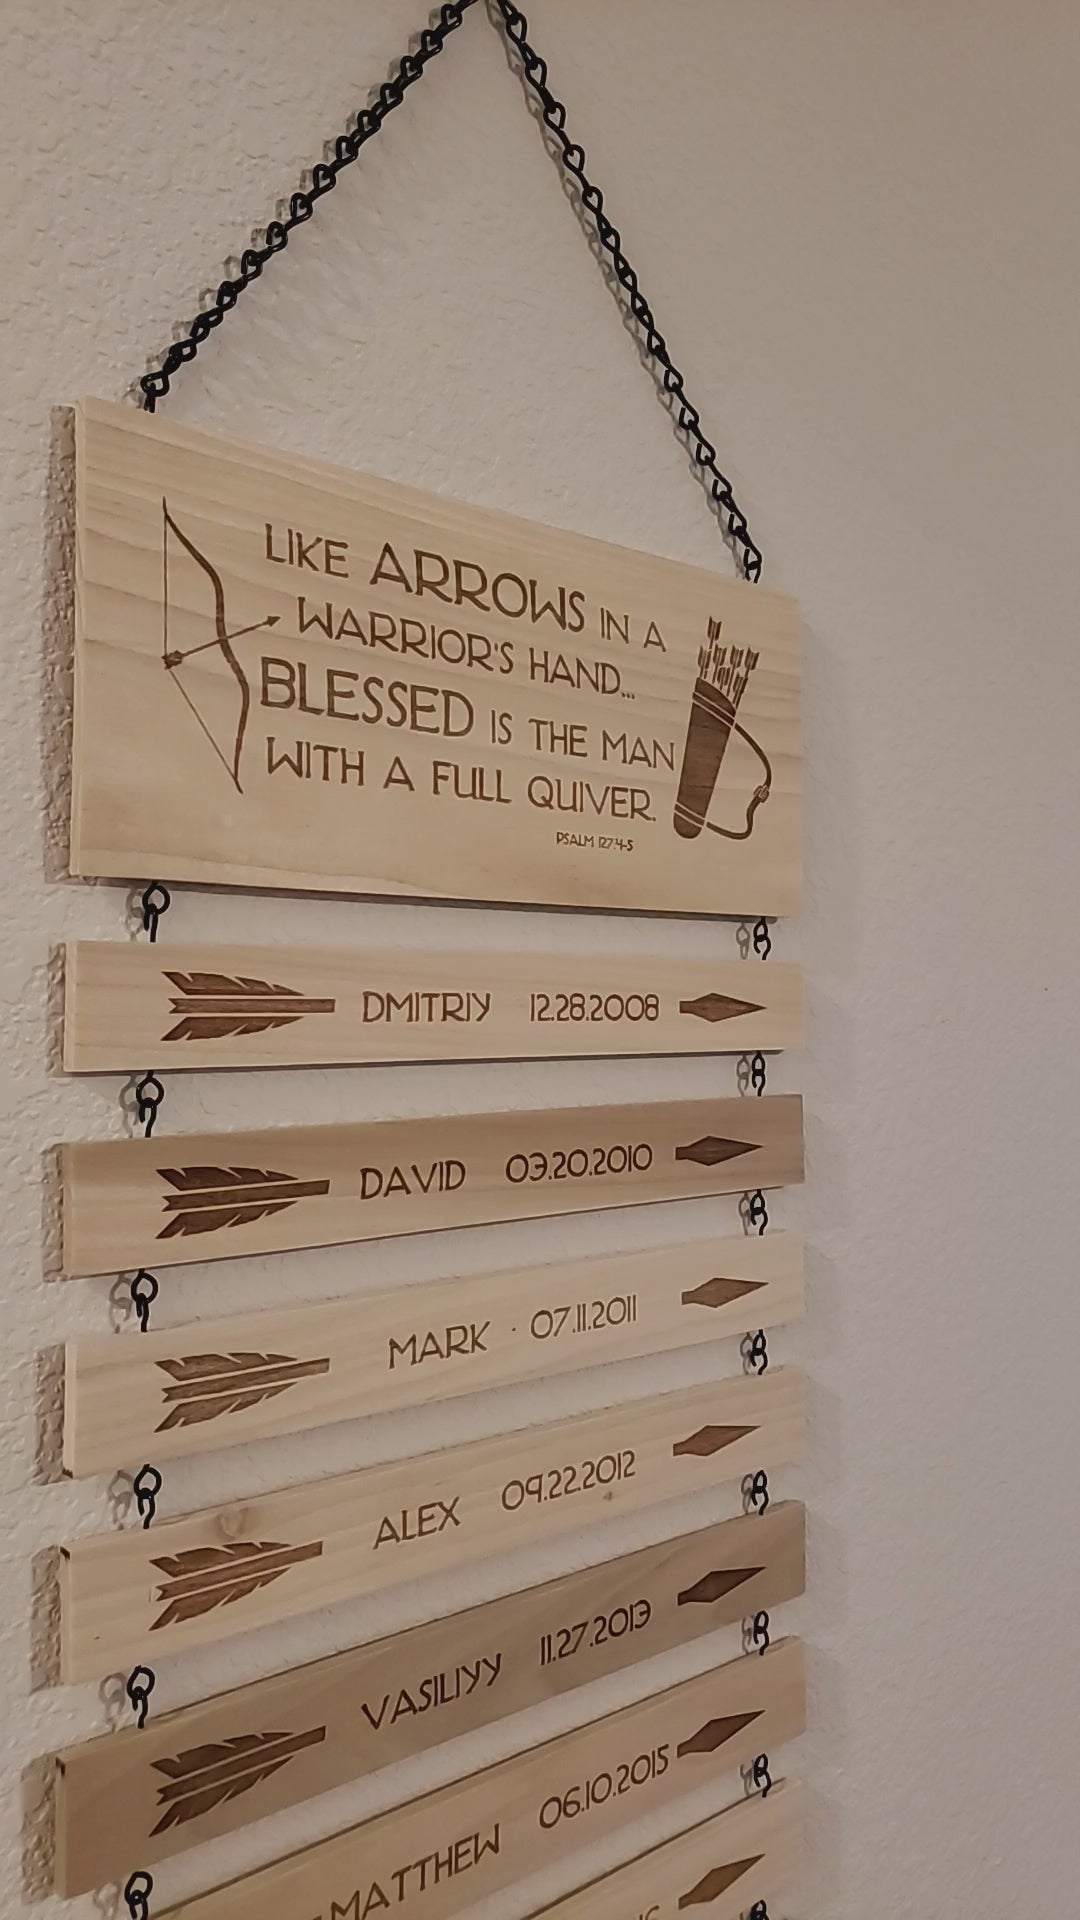 LIKE ARROWS IN A
WARRIOR'S HAND...
BLESSED IS THE MAN
WITH A FULL QUIVER.
PSALM 127:4-5
DMITRIY 12.28.2008
DAVID 03.20.2010
MARK · 07.11.2011
ALEX 09.22.2012
VASILIYY 11.27.2013
MATTHEW 06.10.2015